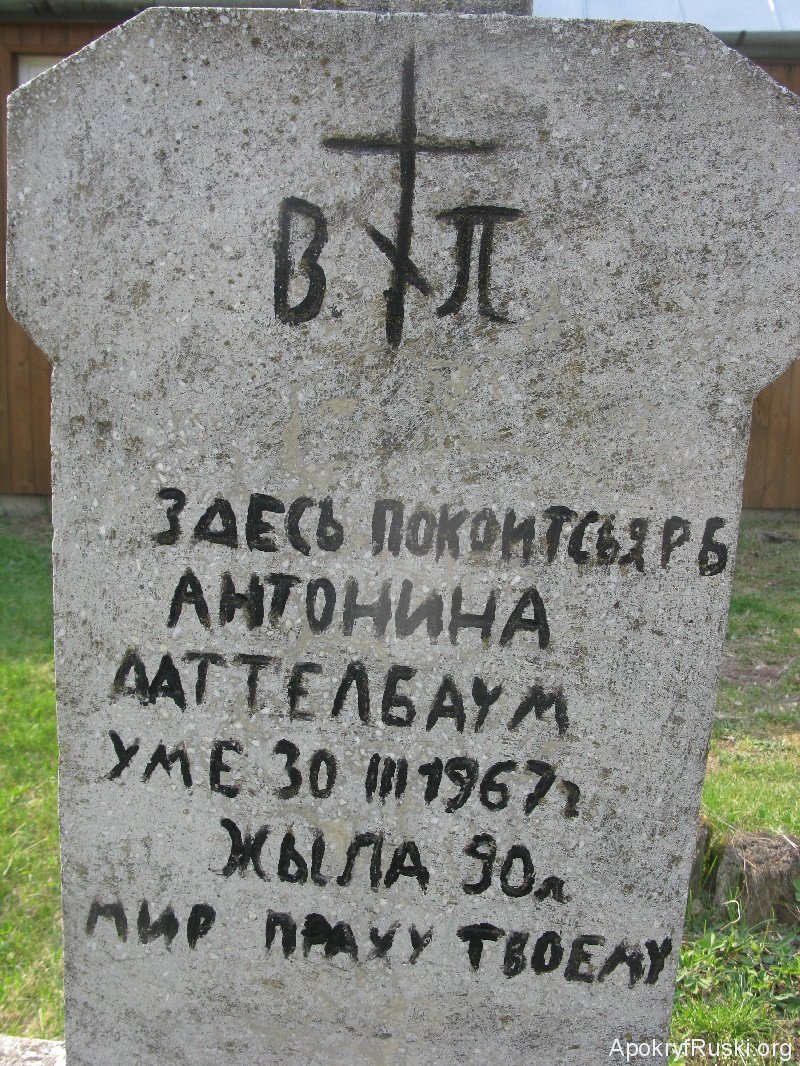 В. П
ЗДЕСЬ ПОКОИТСЬЯ РБ
АНТОНИНА
ДАТТЕЛБАУМ
УМЕ 30 III 1967 г
ЖЫЛА 90 л
МИР ПРАХУ ТВОЕМУ
ApokryfRuski.org